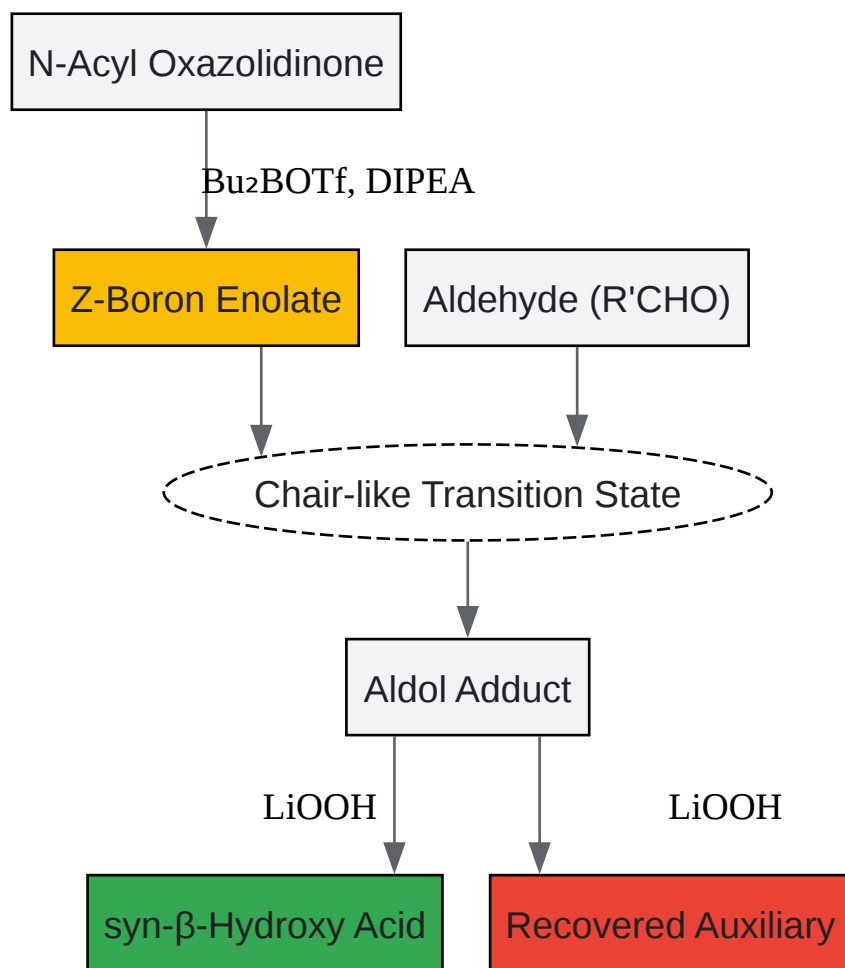 N-Acyl Oxazolidinone
Bu₂BOTf, DIPEA
Z-Boron Enolate
Aldehyde (R'CHO)
Chair-like Transition State
Aldol Adduct
LiOOH
LiOOH
syn-β-Hydroxy Acid
Recovered Auxiliary